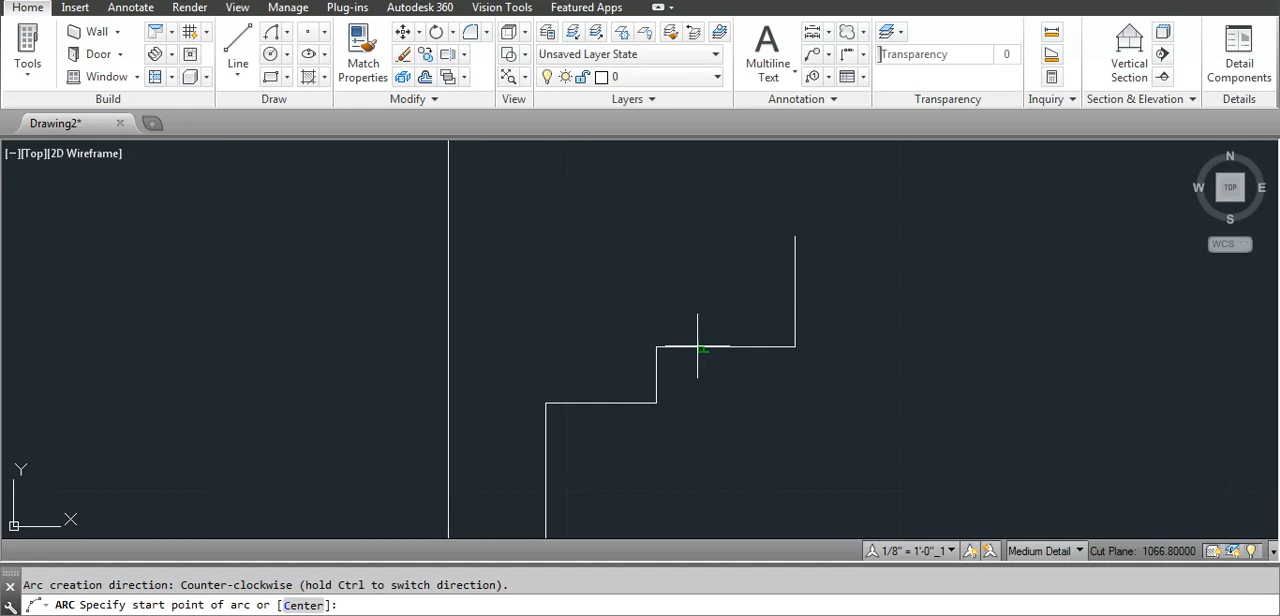 Home Insert Annotate Render View Manage Plug-ins Autodesk 360 Vision Tools Featured Apps
Tools
Wall
Door
Window
Build
Line
Draw
Match
Properties
Modify
View
Unsaved Layer State
0
Layers
Multiline
Text
Annotation
Transparency 0
Transparency
Inquiry
Vertical
Section
Section & Elevation
Detail
Components
Details
Drawing2*
[−][Top][2D Wireframe]
N
W TOP E
S
WCS
Y
X
1/8" = 1'-0"_1 Medium Detail Cut Plane: 1066.80000
Arc creation direction: Counter-clockwise (hold Ctrl to switch direction).
ARC Specify start point of arc or [Center]: